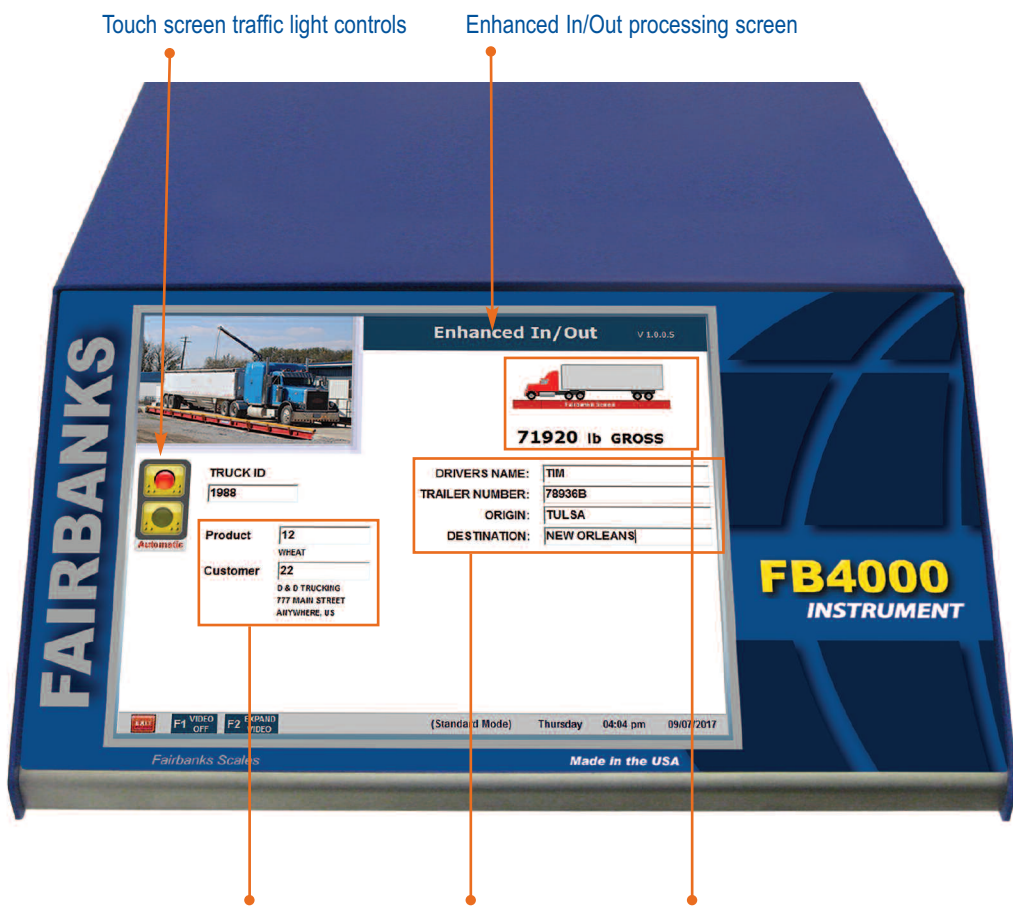 Touch screen traffic light controls
Enhanced In/Out processing screen
FAIRBANKS
Enhanced In/Out V 1.0.0.5
Fairbanks Scales
71920 lb GROSS
TRUCK ID
1988
Automatic
Product 12
WHEAT
Customer 22
D & D TRUCKING
777 MAIN STREET
ANYWHERE, US
DRIVERS NAME: TIM
TRAILER NUMBER: 78936B
ORIGIN: TULSA
DESTINATION: NEW ORLEANS
FB4000
INSTRUMENT
EXIT
F1 VIDEO OFF
F2 EXPAND VIDEO
(Standard Mode) Thursday 04:04 pm 09/07/2017
Fairbanks Scales
Made in the USA